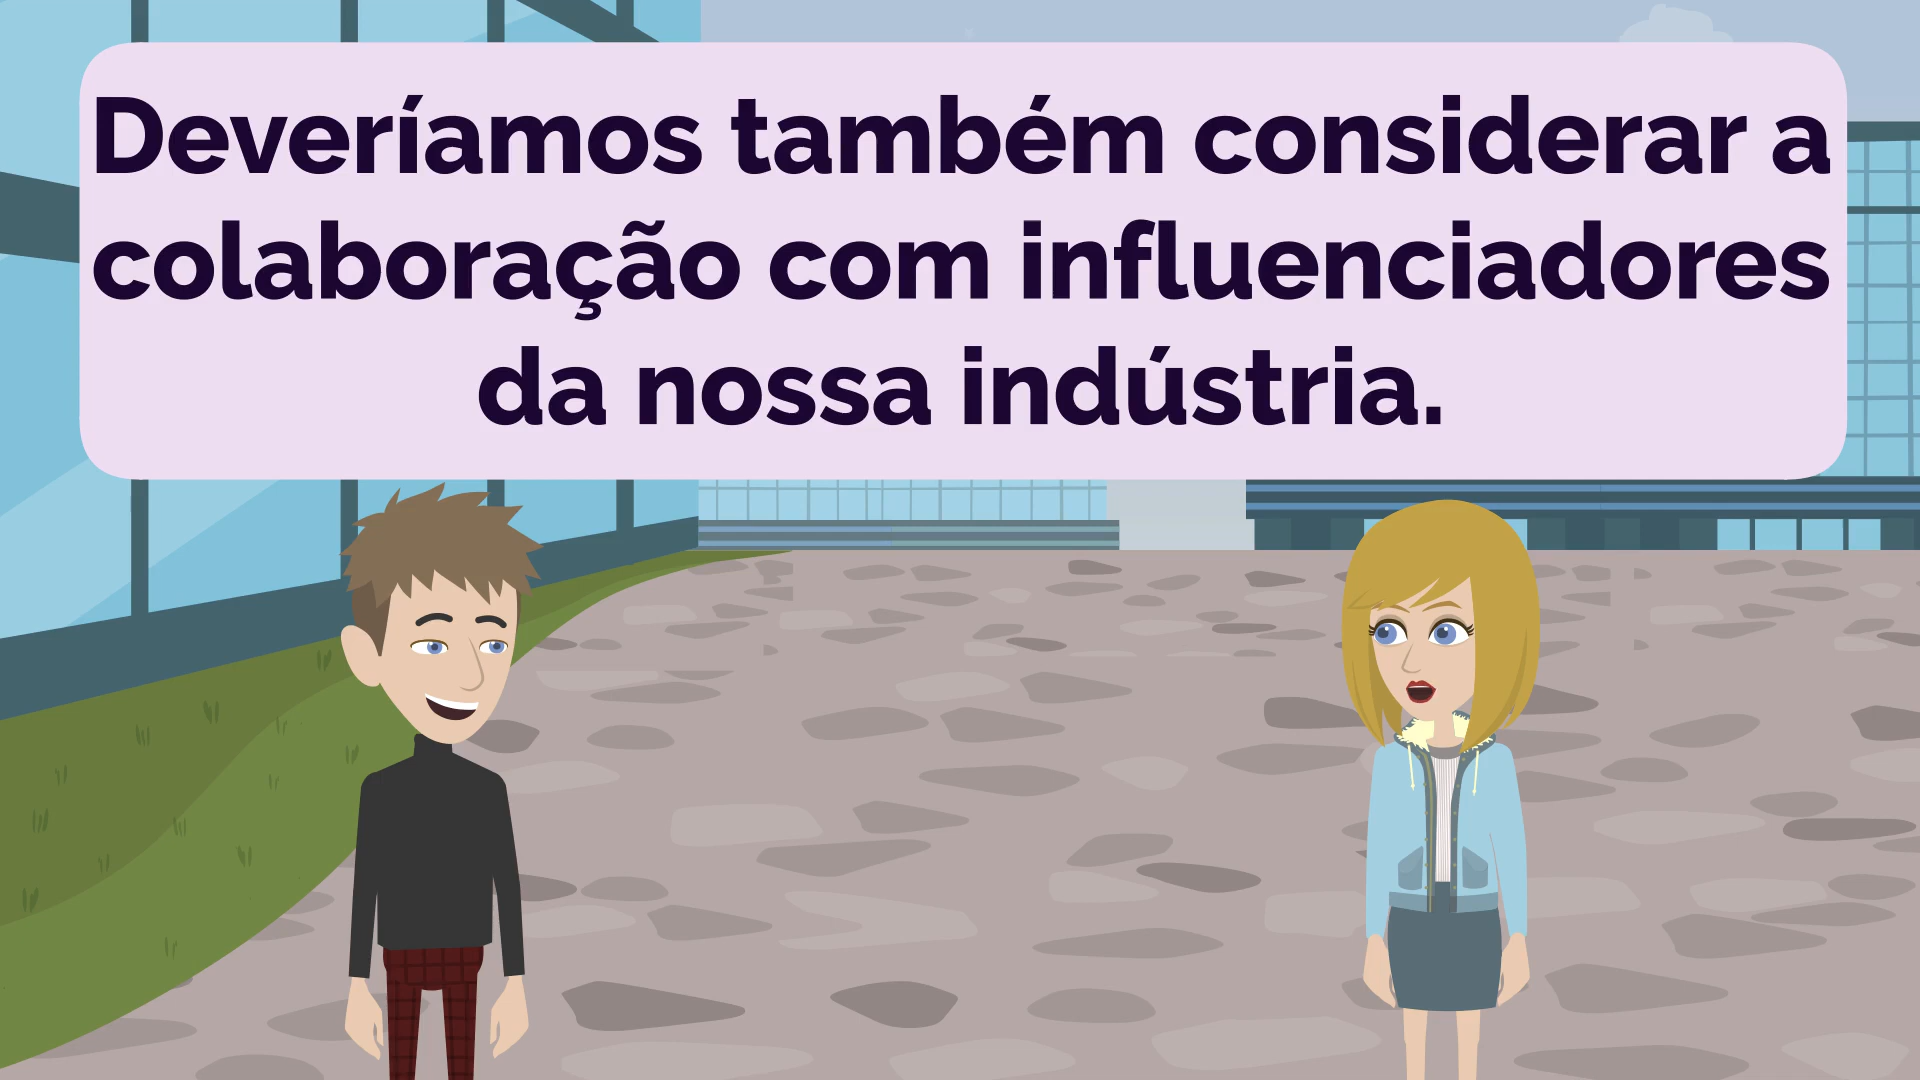 Deveríamos também considerar a
colaboração com influenciadores
da nossa indústria.